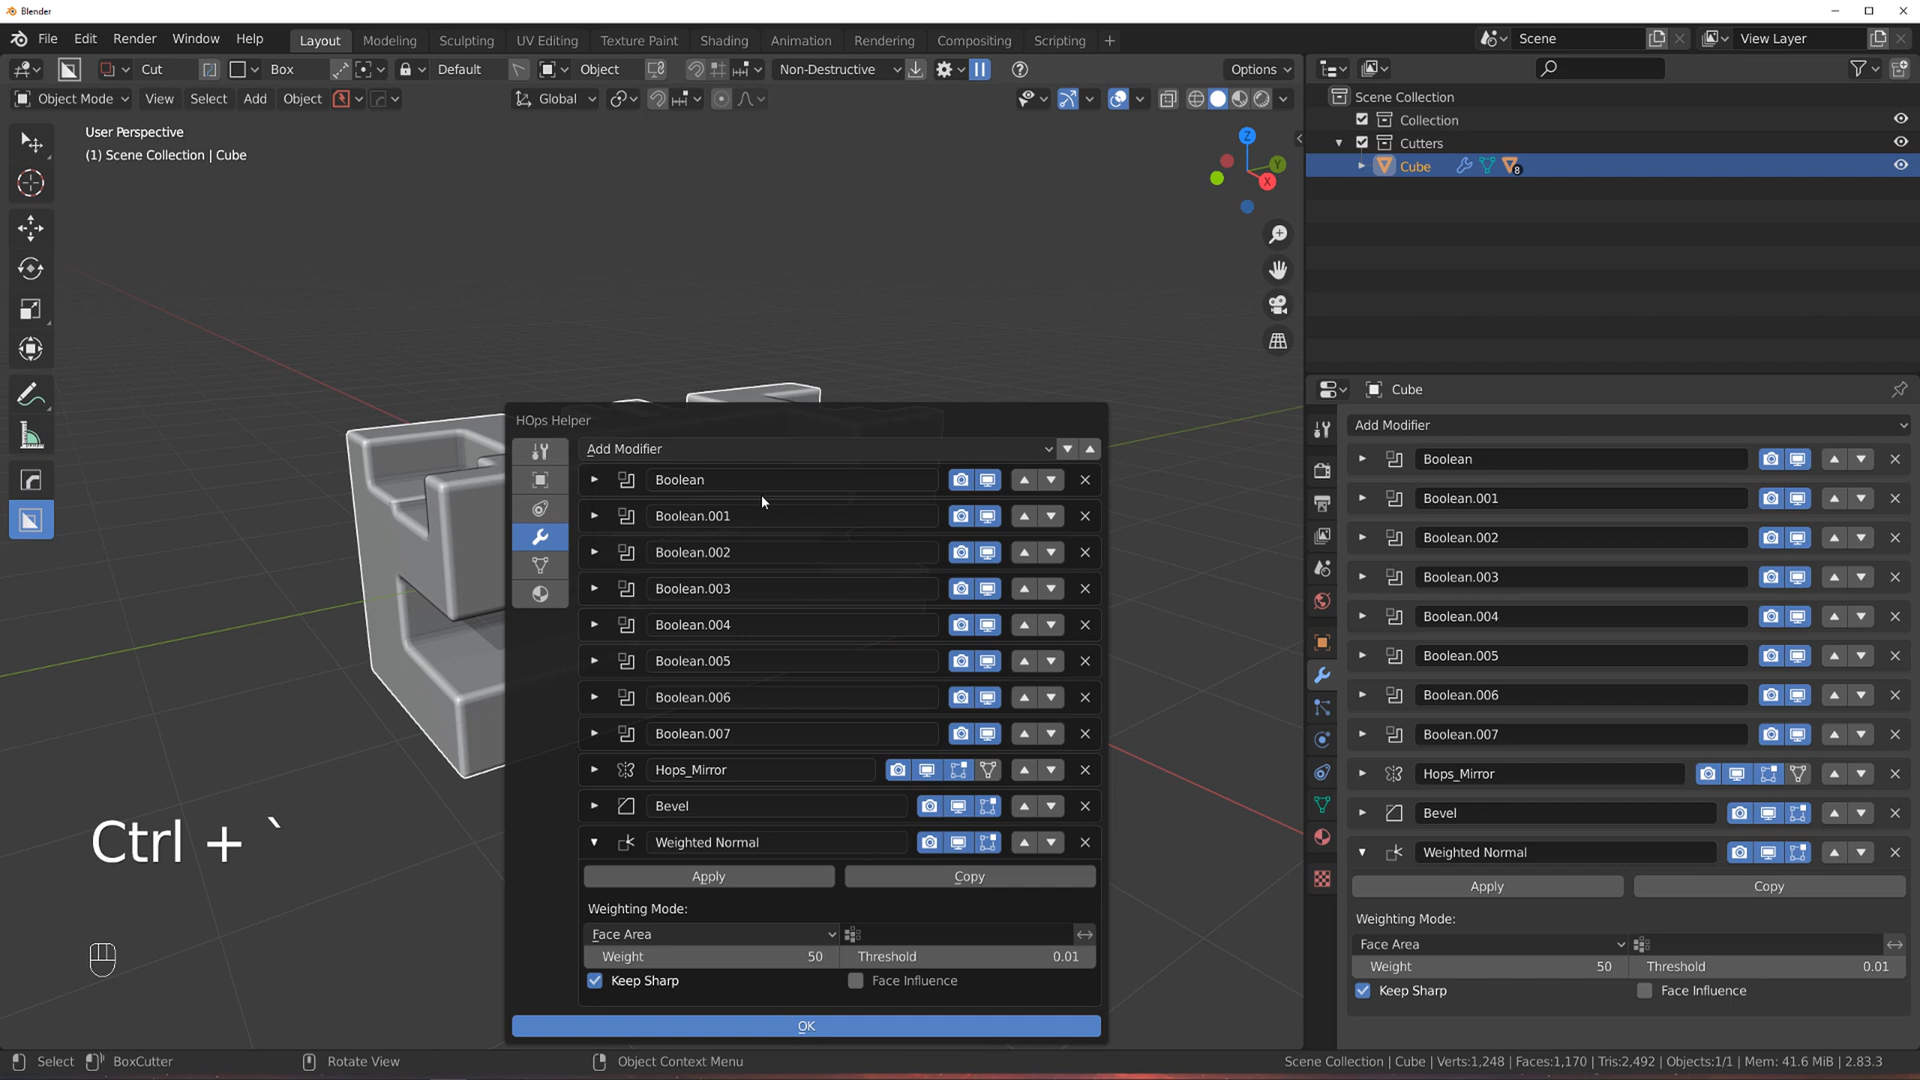 Blender
File Edit Render Window Help Layout Modeling Sculpting UV Editing Texture Paint Shading Animation Rendering Compositing Scripting + Scene View Layer
Cut Box Default Object Non-Destructive Options
Object Mode View Select Add Object Global
User Perspective
(1) Scene Collection | Cube
Z
Y
X
Scene Collection
Collection
Cutters
Cube 8
HOps Helper
Add Modifier
Boolean
Boolean.001
Boolean.002
Boolean.003
Boolean.004
Boolean.005
Boolean.006
Boolean.007
Hops_Mirror
Bevel
Weighted Normal
Apply Copy
Weighting Mode:
Face Area
Weight 50 Threshold 0.01
Keep Sharp Face Influence
OK
Ctrl + `
Cube
Add Modifier
Boolean
Boolean.001
Boolean.002
Boolean.003
Boolean.004
Boolean.005
Boolean.006
Boolean.007
Hops_Mirror
Bevel
Weighted Normal
Apply Copy
Weighting Mode:
Face Area
Weight 50 Threshold 0.01
Keep Sharp Face Influence
Select BoxCutter Rotate View Object Context Menu Scene Collection | Cube | Verts:1,248 | Faces:1,170 | Tris:2,492 | Objects:1/1 | Mem: 41.6 MiB | 2.83.3